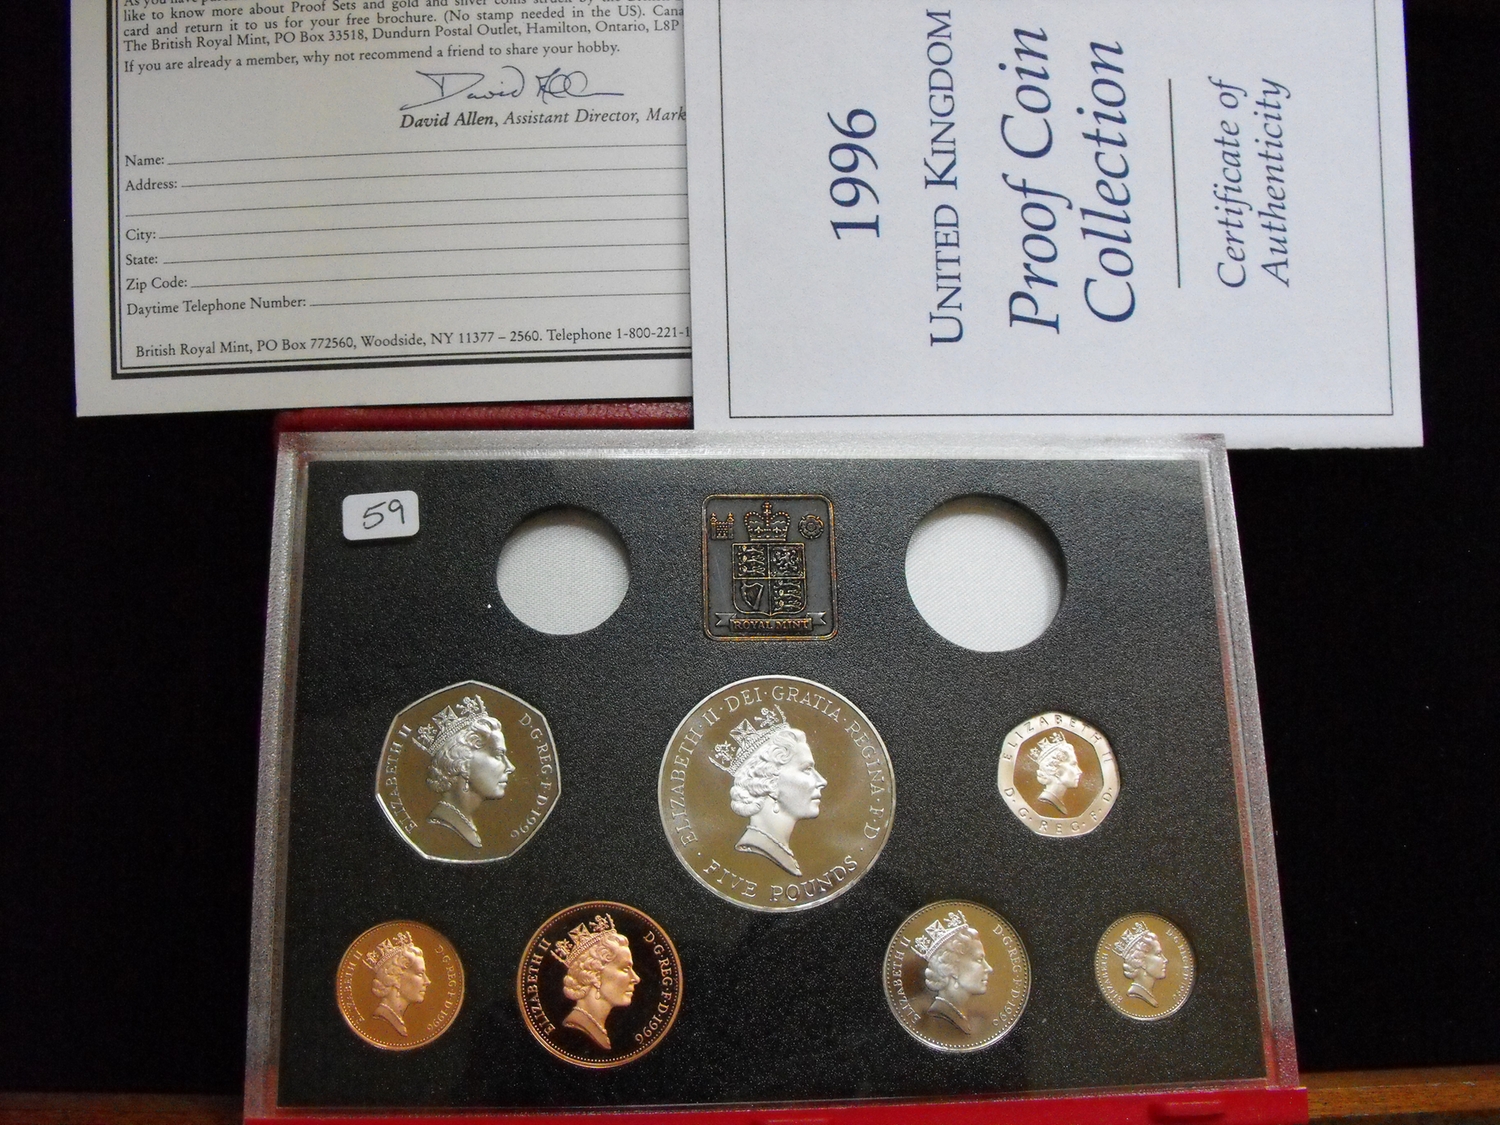 like to know more about Proof Sets and gold and silver coins struck by the
card and return it to us for your free brochure. (No stamp needed in the US).
The British Royal Mint, PO Box 33518, Dundurn Postal Outlet, Hamilton, Ontario, L8P
If you are already a member, why not recommend a friend to share your hobby.
David Allen
David Allen, Assistant Director,
Name:
Address:
City:
State:
Zip Code:
Daytime Telephone Number:
British Royal Mint, PO Box 772560, Woodside, NY 11377 – 2560. Telephone 1-800-221-1
1996
UNITED KINGDOM
Proof Coin
Collection
Certificate of
Authenticity
59
ROYAL MINT
ELIZABETH II D·G·REG·F·D·1996
ELIZABETH·II·DEI·GRATIA·REGINA·F·D·
FIVE POUNDS
ELIZABETH II
D·G·REG·F·D·
ELIZABETH II D·G·REG·F·D·1996
ELIZABETH II D·G·REG·F·D·1996
ELIZABETH II D·G·REG·F·D·1996
ELIZABETH II D·G·REG·F·D·1996